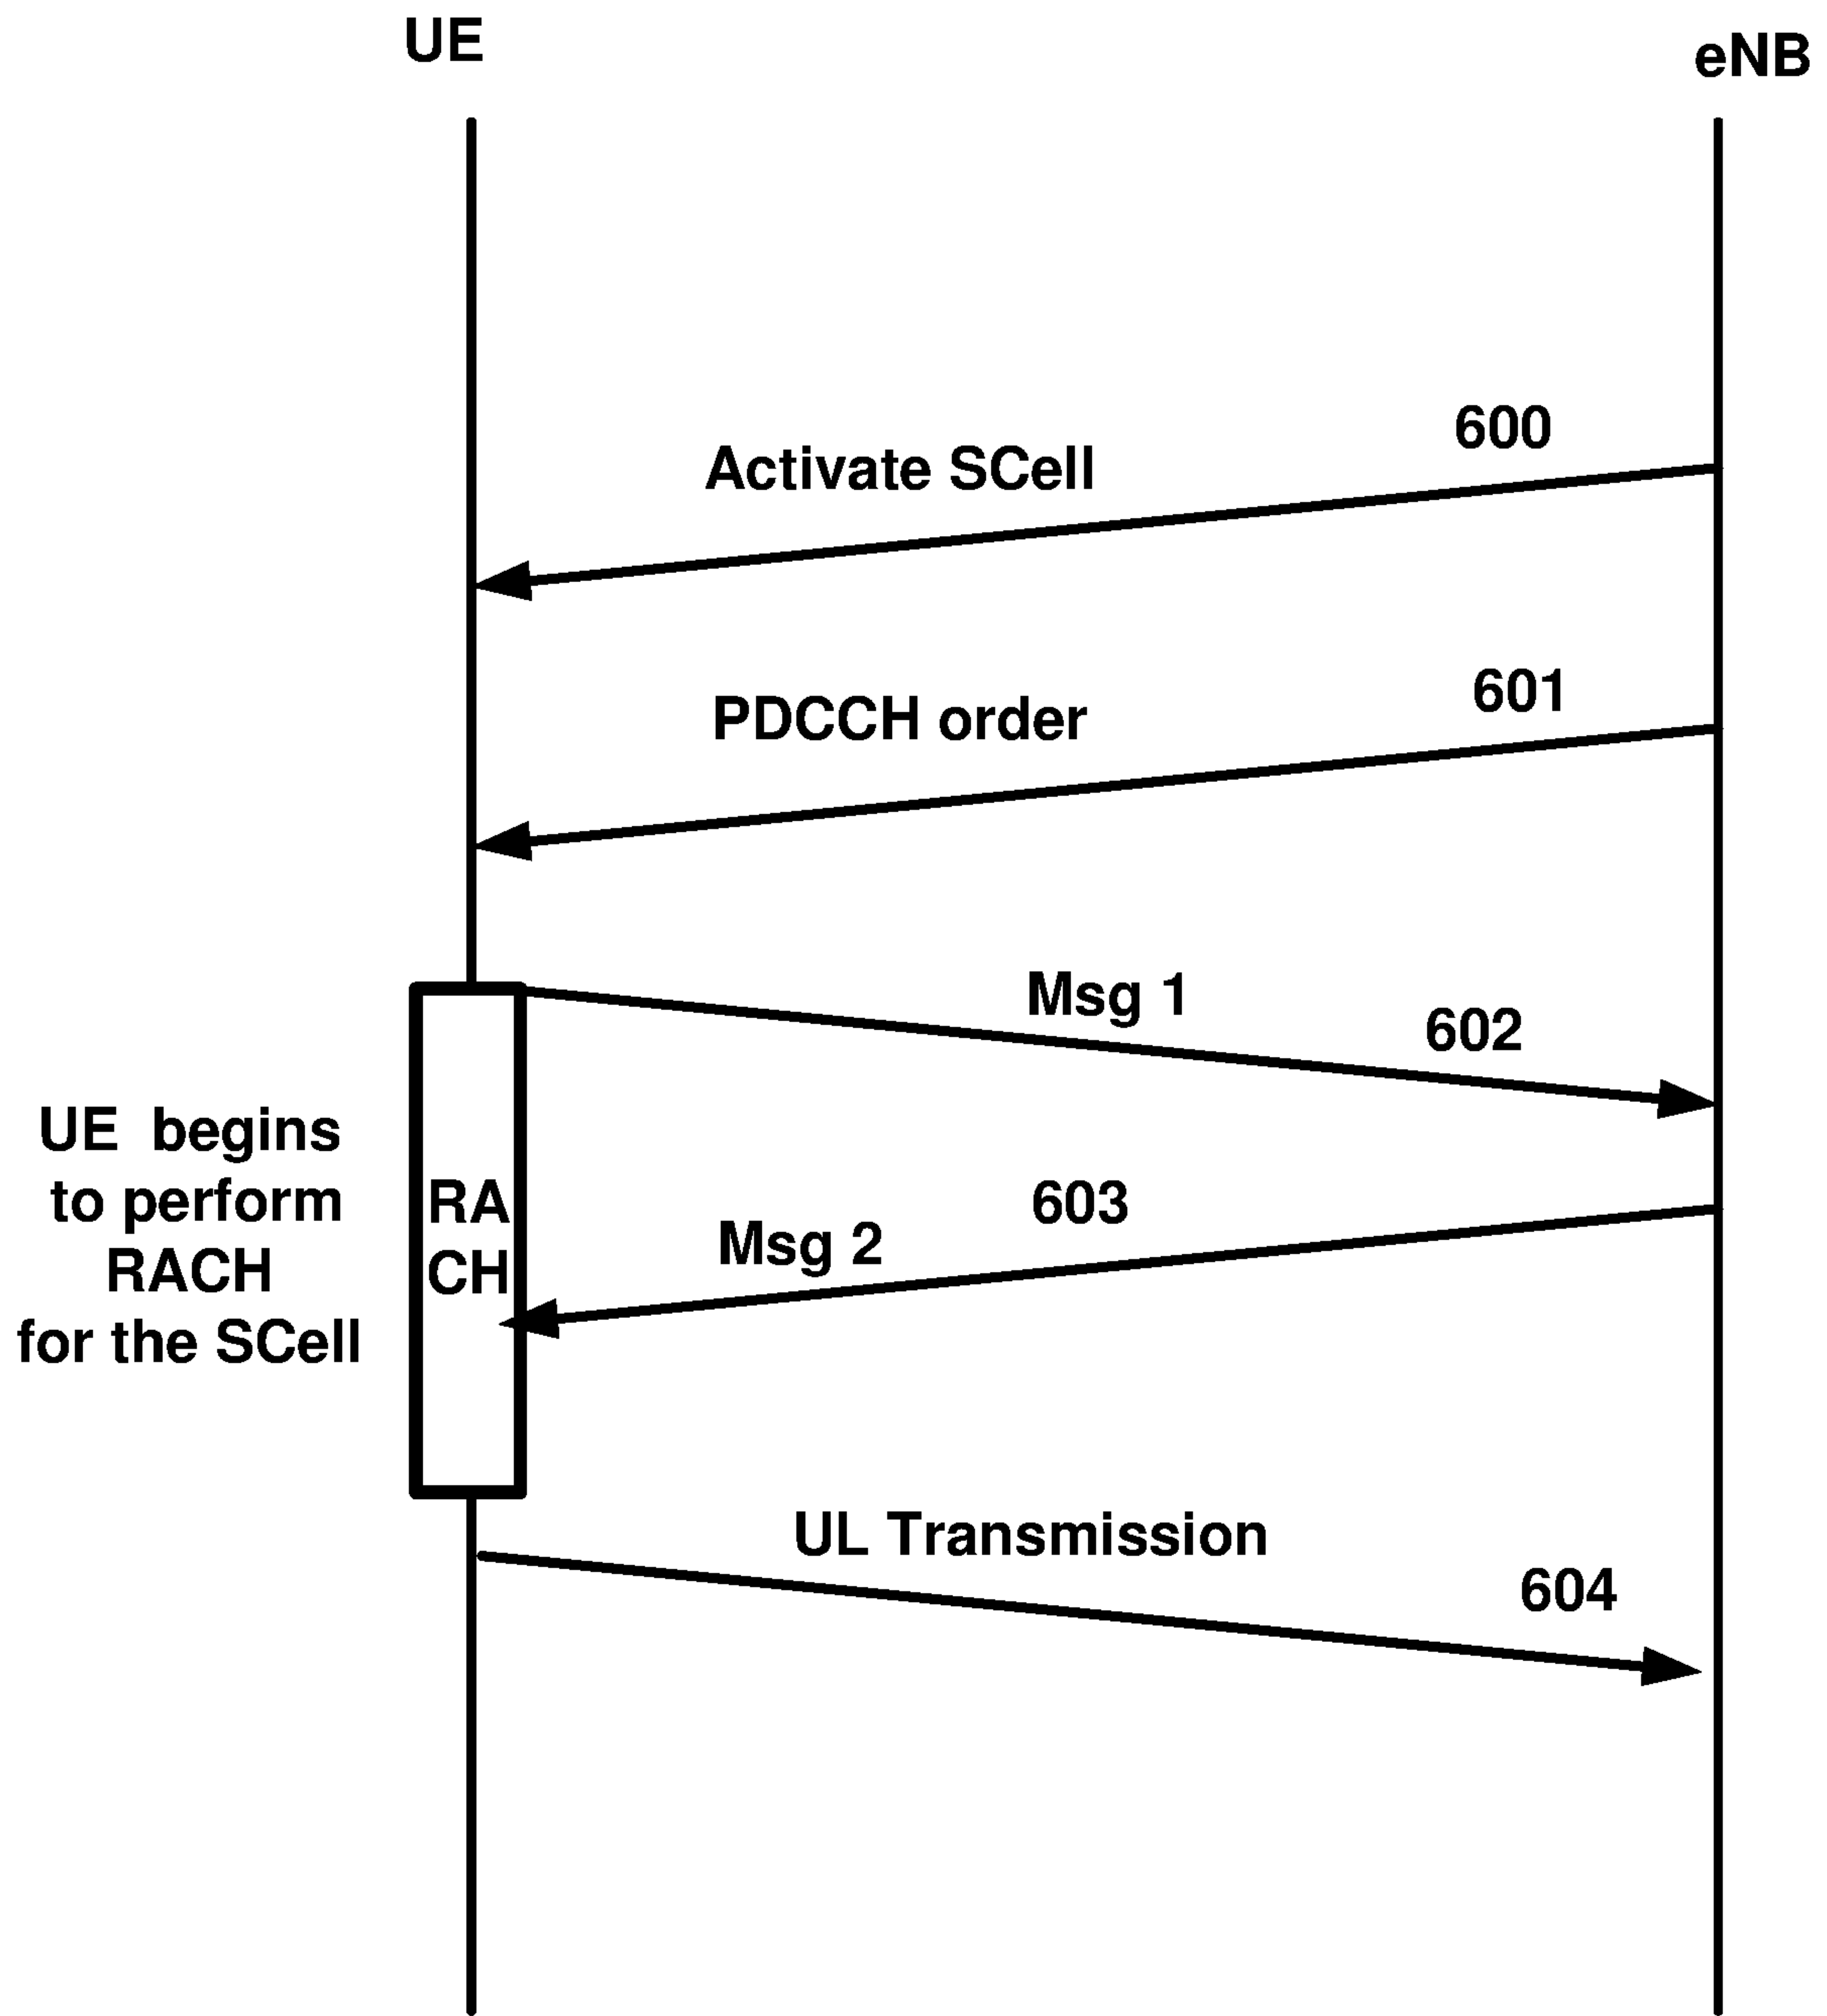 UE
eNB
600
Activate SCell
601
PDCCH order
Msg 1
602
UE begins
to perform
RACH
for the SCell
RA
CH
603
Msg 2
UL Transmission
604